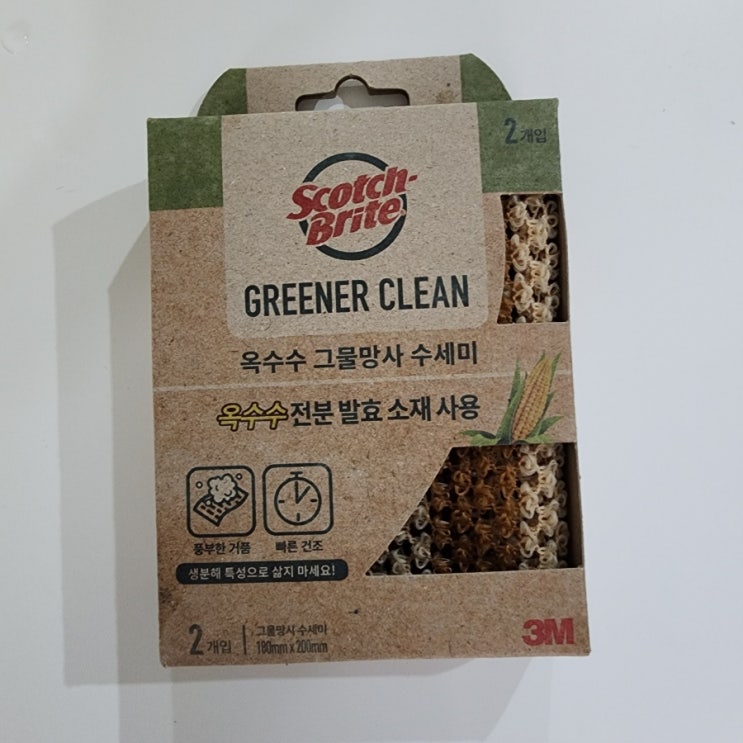 2개입
Scotch-
Brite
GREENER CLEAN
옥수수 그물망사 수세미
옥수수 전분 발효 소재 사용
풍부한 거품
빠른 건조
생분해 특성으로 삶지 마세요!
2개입
그물망사 수세미
180mm x 200mm
3M